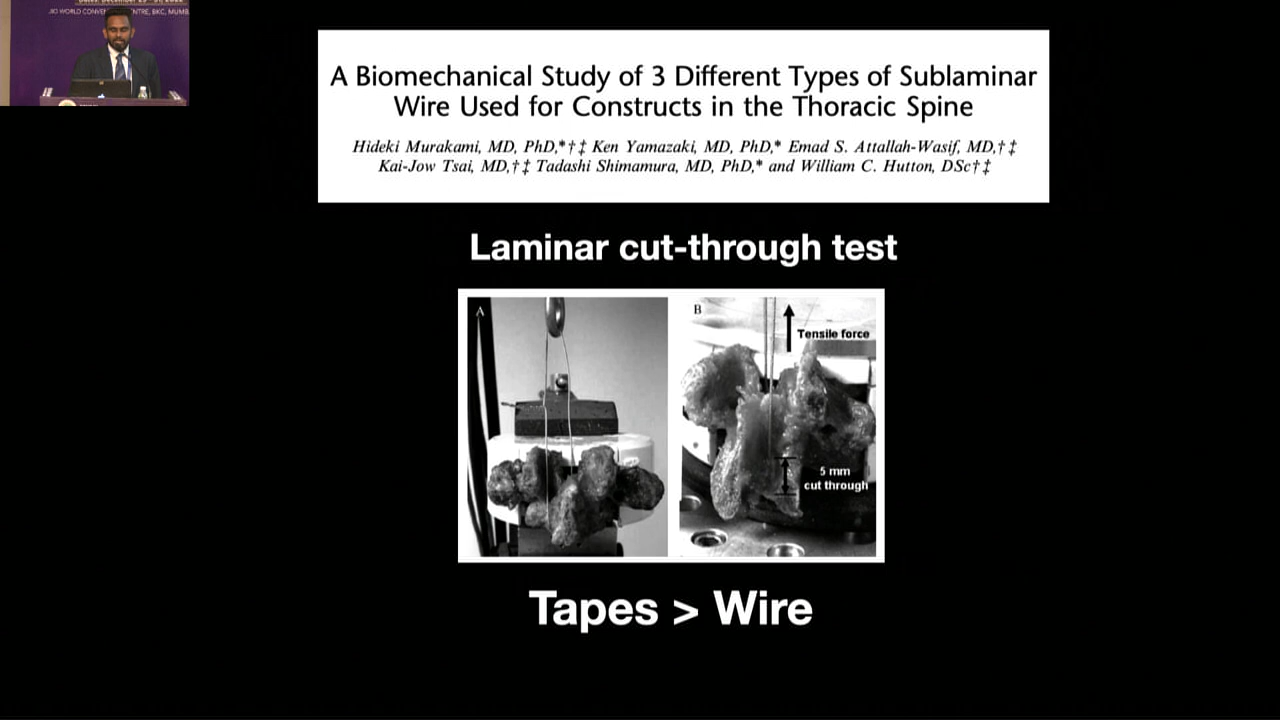 JIO WORLD CONVE NTRE, BKC, MUMB
A Biomechanical Study of 3 Different Types of Sublaminar
Wire Used for Constructs in the Thoracic Spine
Hideki Murakami, MD, PhD,*†‡ Ken Yamazaki, MD, PhD,* Emad S. Attallah-Wasif, MD,†‡
Kai-Jow Tsai, MD,†‡ Tadashi Shimamura, MD, PhD,* and William C. Hutton, DSc†‡
Laminar cut-through test
A
B
Tensile force
5 mm
cut through
Tapes > Wire